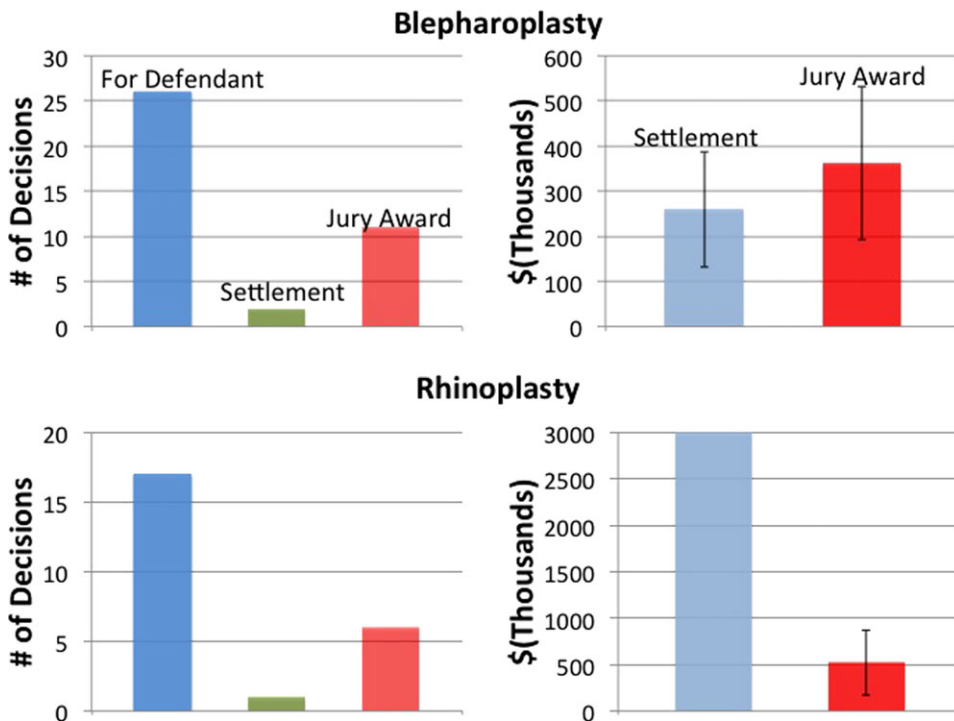 Blepharoplasty
# of Decisions
30
25
20
15
10
5
0
For Defendant
Settlement
Jury Award
$(Thousands)
600
500
400
300
200
100
0
Settlement
Jury Award
Rhinoplasty
# of Decisions
20
15
10
5
0
$(Thousands)
3000
2500
2000
1500
1000
500
0